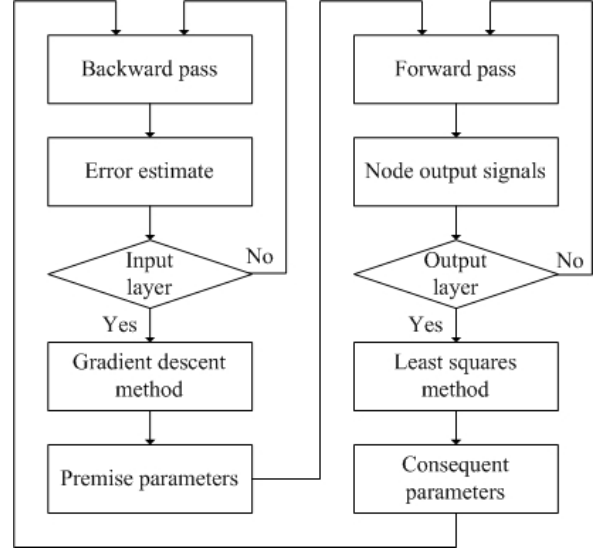 Backward pass
Error estimate
Input
layer
No
Yes
Gradient descent
method
Premise parameters
Forward pass
Node output signals
Output
layer
No
Yes
Least squares
method
Consequent
parameters